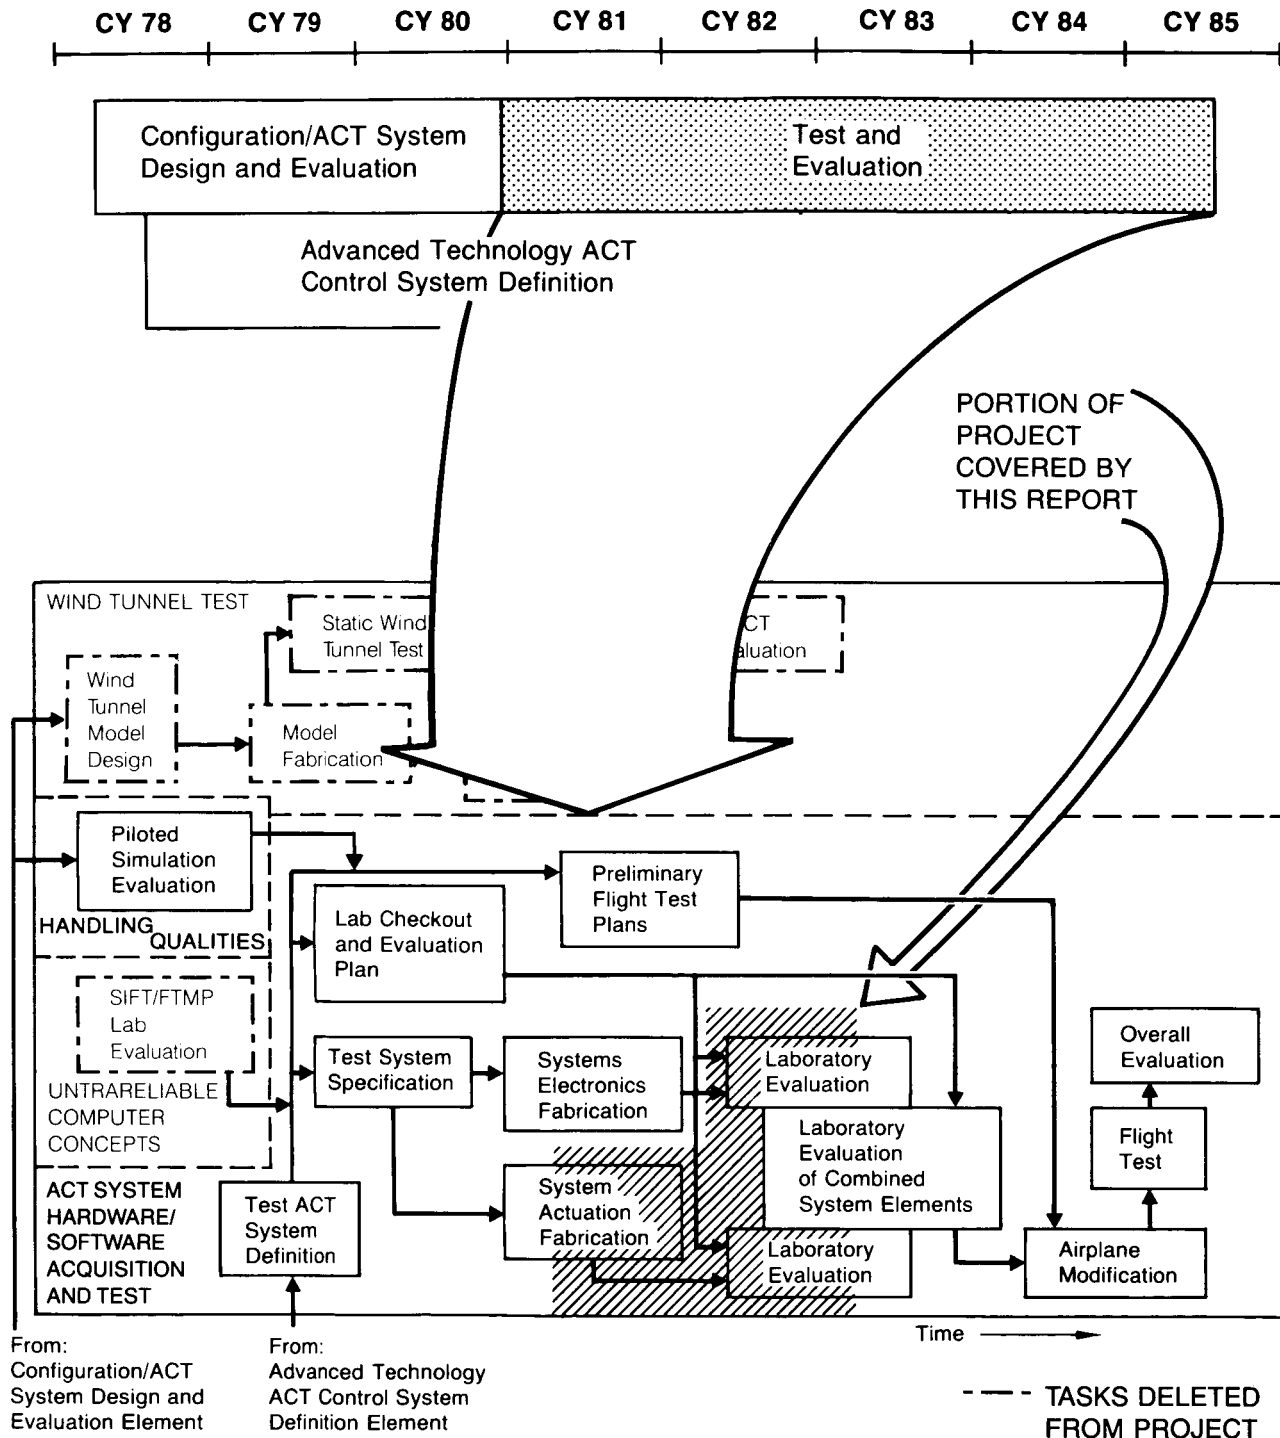 CY 78 CY 79 CY 80 CY 81 CY 82 CY 83 CY 84 CY 85
Configuration/ACT System
Design and Evaluation
Test and
Evaluation
Advanced Technology ACT
Control System Definition
PORTION OF
PROJECT
COVERED BY
THIS REPORT
WIND TUNNEL TEST
Static Wind
Tunnel Test
CT
aluation
Wind
Tunnel
Model
Design
Model
Fabrication
Piloted
Simulation
Evaluation
HANDLING
QUALITIES
Preliminary
Flight Test
Plans
Lab Checkout
and Evaluation
Plan
SIFT/FTMP
Lab
Evaluation
UNTRARELIABLE
COMPUTER
CONCEPTS
Test System
Specification
Systems
Electronics
Fabrication
Laboratory
Evaluation
Overall
Evaluation
Laboratory
Evaluation
of Combined
System Elements
Flight
Test
ACT SYSTEM
HARDWARE/
SOFTWARE
ACQUISITION
AND TEST
Test ACT
System
Definition
System
Actuation
Fabrication
Laboratory
Evaluation
Airplane
Modification
Time
From:
Configuration/ACT
System Design and
Evaluation Element
From:
Advanced Technology
ACT Control System
Definition Element
TASKS DELETED
FROM PROJECT